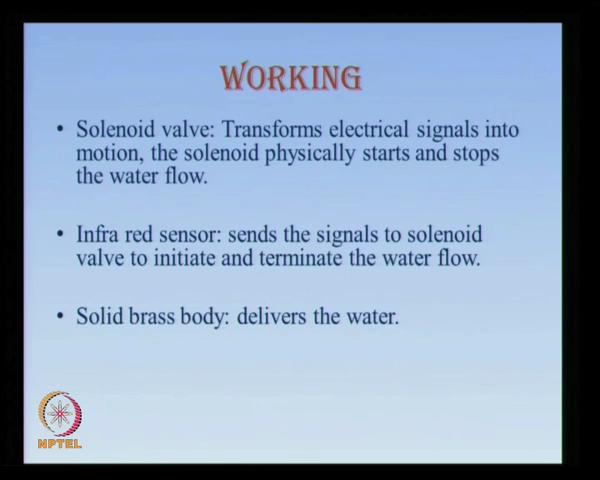 WORKING
• Solenoid valve: Transforms electrical signals into
motion, the solenoid physically starts and stops
the water flow.
• Infra red sensor: sends the signals to solenoid
valve to initiate and terminate the water flow.
• Solid brass body: delivers the water.
NPTEL